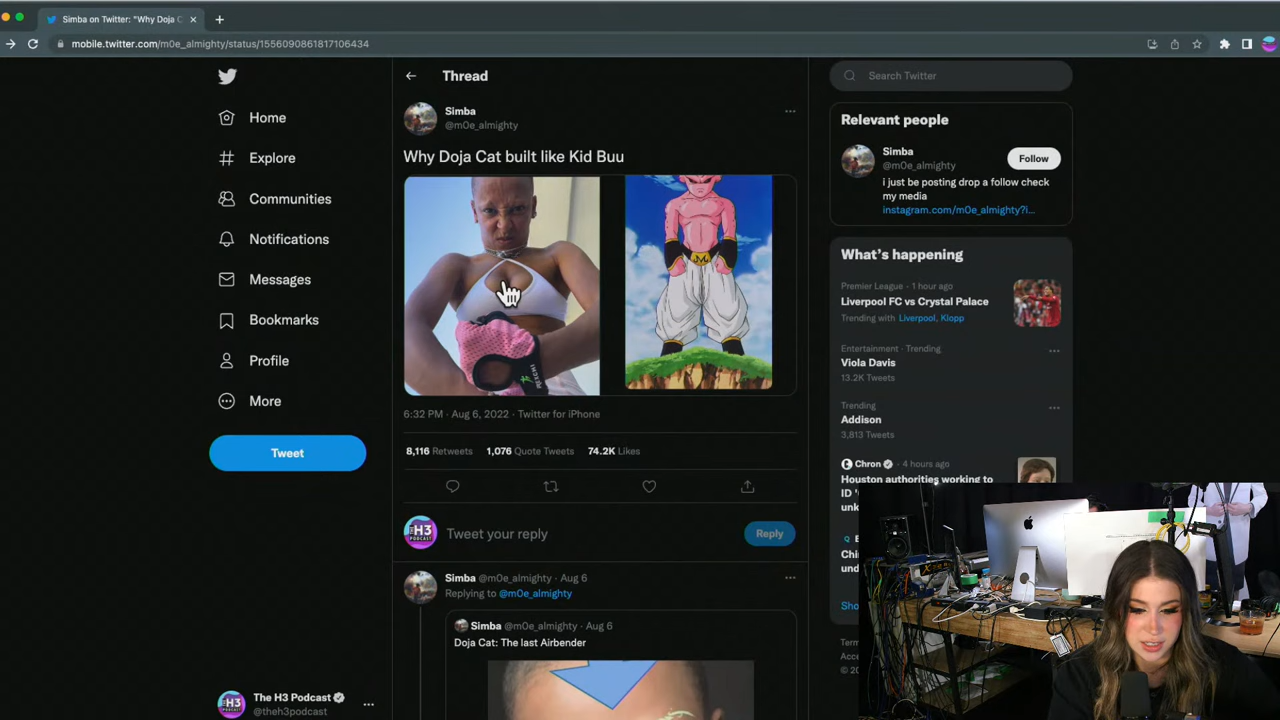 Simba on Twitter: "Why Doja C
mobile.twitter.com/m0e_almighty/status/1556090861817106434
Home
Explore
Communities
Notifications
Messages
Bookmarks
Profile
More
Tweet
The H3 Podcast
@theh3podcast
Thread
Simba
@m0e_almighty
Why Doja Cat built like Kid Buu
M
6:32 PM · Aug 6, 2022 · Twitter for iPhone
8,116 Retweets 1,076 Quote Tweets 74.2K Likes
H3
PODCAST
Tweet your reply
Reply
Simba @m0e_almighty · Aug 6
Replying to @m0e_almighty
Simba @m0e_almighty · Aug 6
Doja Cat: The last Airbender
Search Twitter
Relevant people
Simba
@m0e_almighty
Follow
i just be posting drop a follow check
my media
instagram.com/m0e_almighty?i...
What's happening
Premier League · 1 hour ago
Liverpool FC vs Crystal Palace
Trending with Liverpool, Klopp
Entertainment · Trending
Viola Davis
13.2K Tweets
Trending
Addison
3,813 Tweets
Chron · 4 hours ago
Houston authorities working to
ID